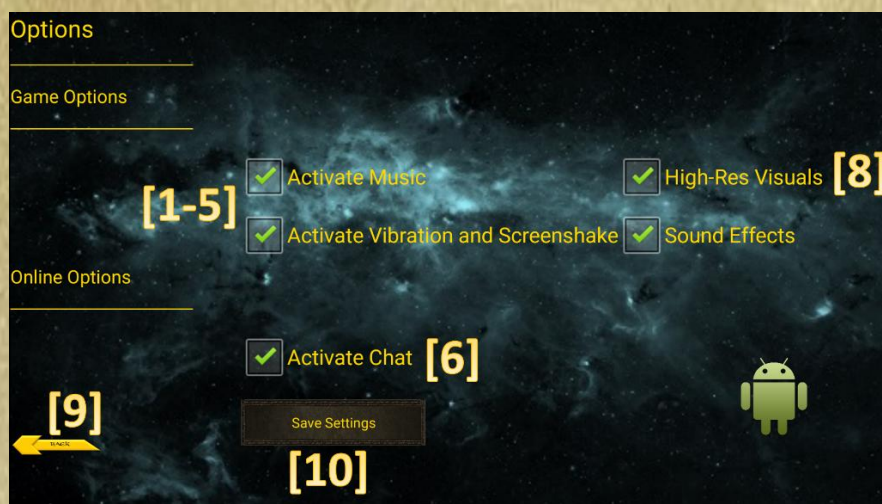 Options
Game Options
Activate Music
High-Res Visuals [8]
[1-5]
Activate Vibration and Screenshake
Sound Effects
Online Options
Activate Chat [6]
[9]
BACK
Save Settings
[10]